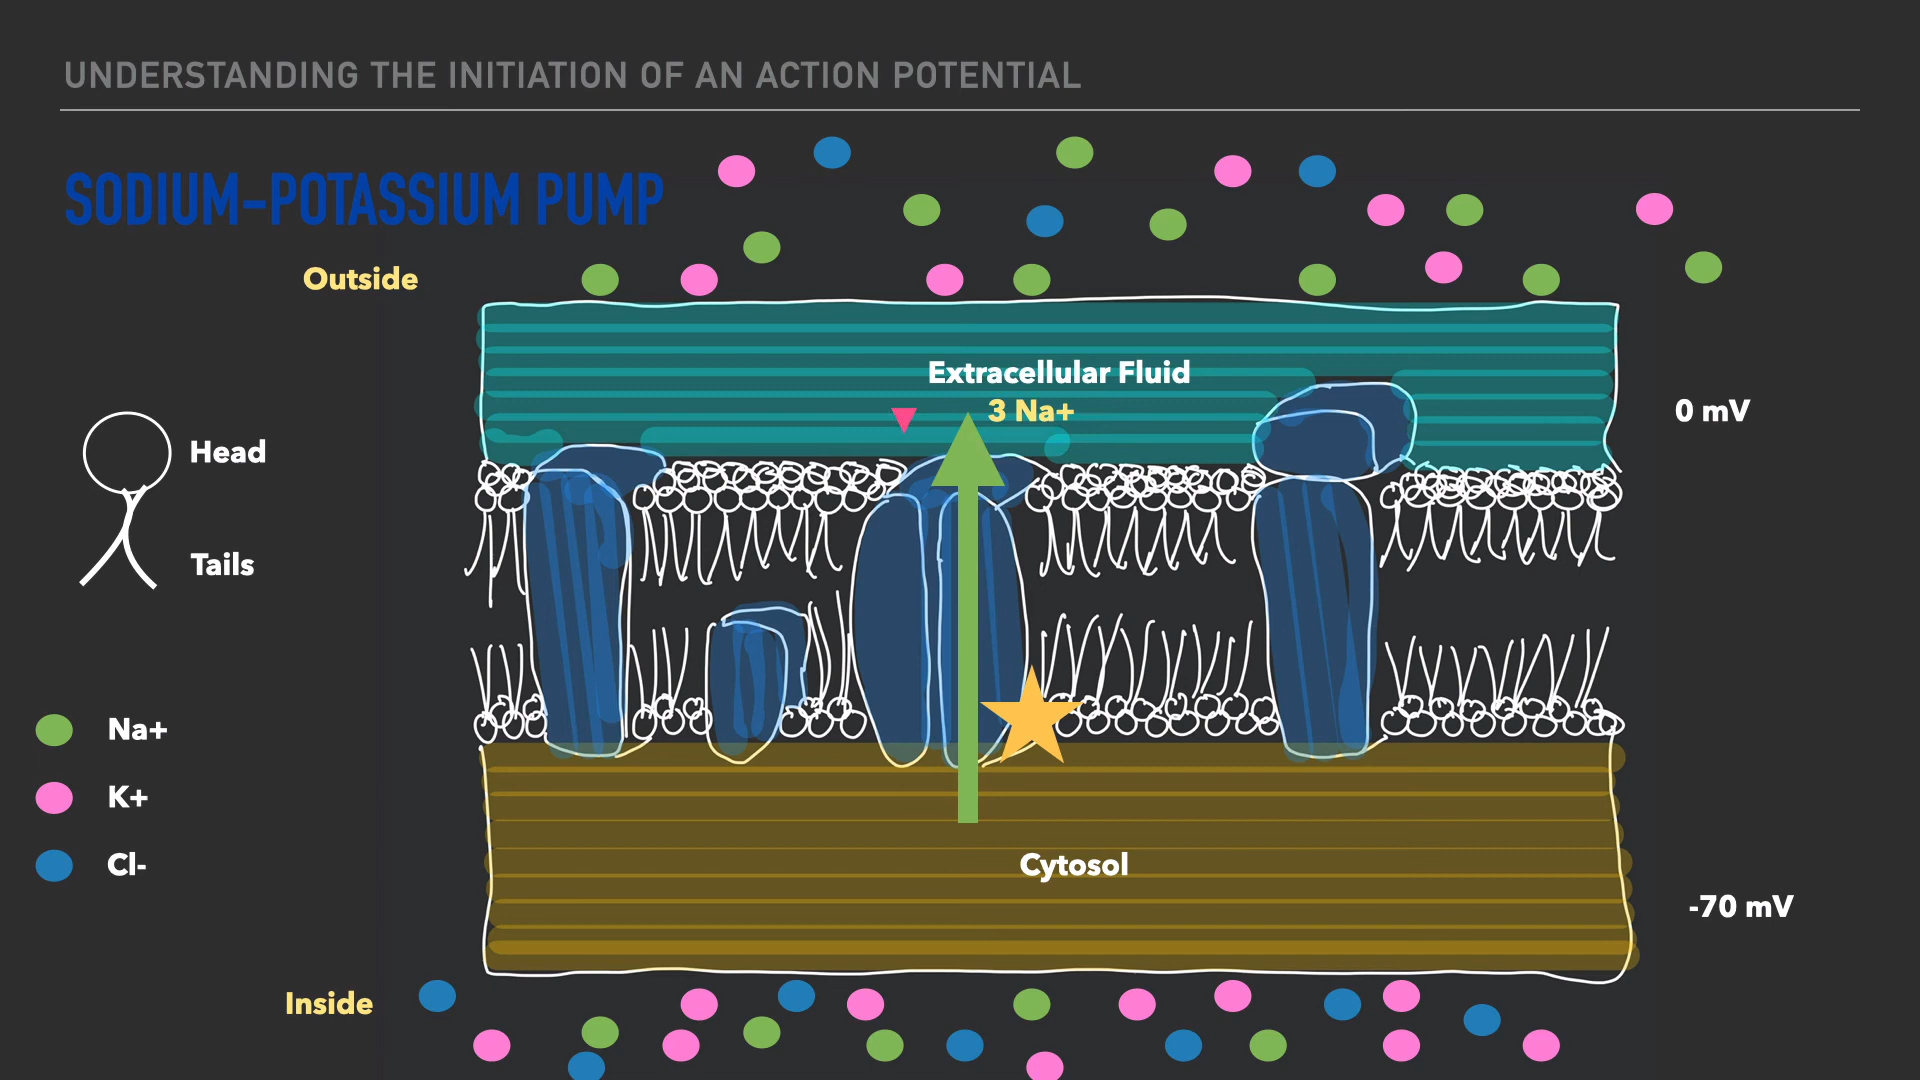 UNDERSTANDING THE INITIATION OF AN ACTION POTENTIAL
SODIUM-POTASSIUM PUMP
Outside
Extracellular Fluid
3 Na+
0 mV
Head
Tails
Na+
K+
Cl-
Cytosol
-70 mV
Inside